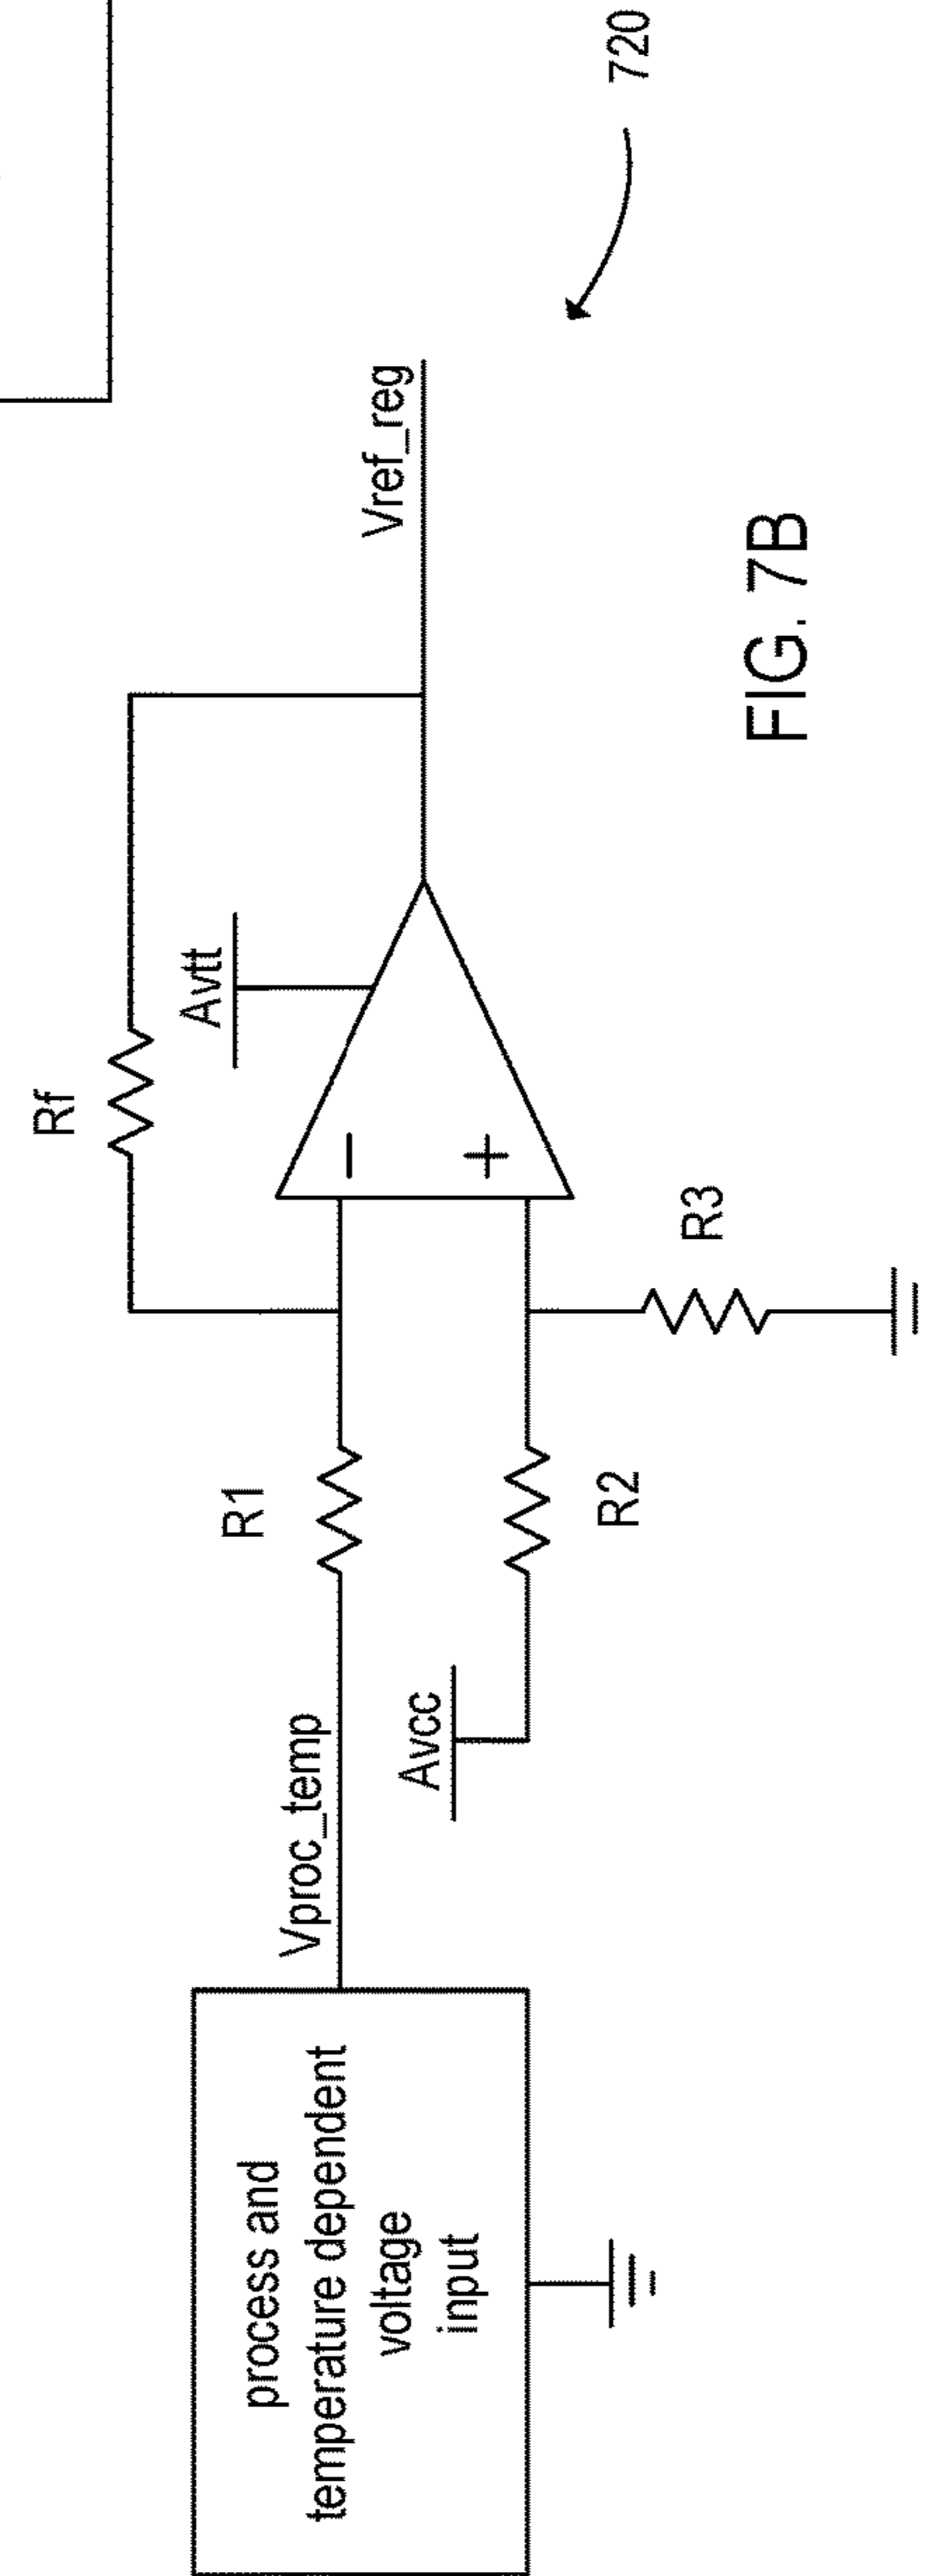 process and
temperature dependent
voltage
input
Vproc_temp
R1
Avcc
R2
Rf
Avtt
−
+
R3
Vref_reg
720
FIG. 7B